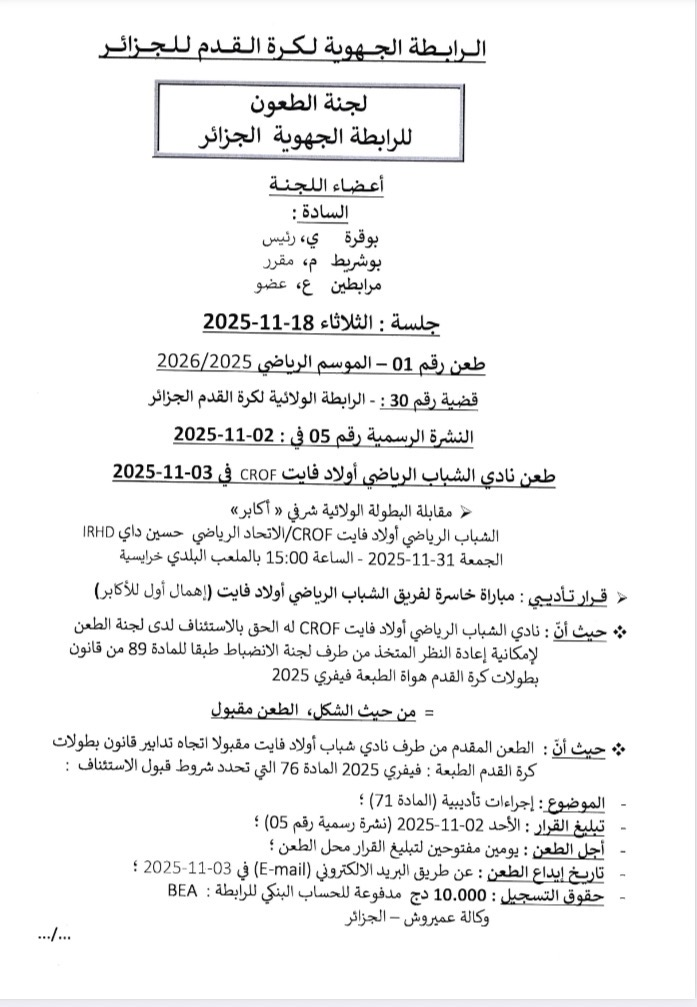 الرابطة الجهوية لكرة القدم للجزائر
لجنة الطعون
للرابطة الجهوية الجزائر
أعضاء اللجنة
السادة :
بوقرة ي، رئيس
بوشريط م، مقرر
مرابطين ع، عضو
جلسة : الثلاثاء 18-11-2025
طعن رقم 01 – الموسم الرياضي 2026/2025
قضية رقم 30 : - الرابطة الولائية لكرة القدم الجزائر
النشرة الرسمية رقم 05 في : 02-11-2025
طعن نادي الشباب الرياضي أولاد فايت CROF في 03-11-2025
➢ مقابلة البطولة الولائية شرفي « أكابر»
الشباب الرياضي أولاد فايت CROF/الاتحاد الرياضي حسين داي IRHD
الجمعة 31-11-2025 - الساعة 15:00 بالملعب البلدي خرايسية
➢ قرار تأديبي : مباراة خاسرة لفريق الشباب الرياضي أولاد فايت (إهمال أول للأكابر)
❖ حيث أنّ : نادي الشباب الرياضي أولاد فايت CROF له الحق بالاستئناف لدى لجنة الطعن
لإمكانية إعادة النظر المتخذ من طرف لجنة الانضباط طبقا للمادة 89 من قانون
بطولات كرة القدم هواة الطبعة فيفري 2025
= من حيث الشكل، الطعن مقبول
❖ حيث أنّ : الطعن المقدم من طرف نادي شباب أولاد فايت مقبولا اتجاه تدابير قانون بطولات
كرة القدم الطبعة : فيفري 2025 المادة 76 التي تحدد شروط قبول الاستئناف :
- الموضوع : إجراءات تأديبية (المادة 71) ؛
- تبليغ القرار : الأحد 02-11-2025 (نشرة رسمية رقم 05) ؛
- أجل الطعن : يومين مفتوحين لتبليغ القرار محل الطعن ؛
- تاريخ إيداع الطعن : عن طريق البريد الالكتروني (E-mail) في 03-11-2025 ؛
- حقوق التسجيل : 10.000 دج مدفوعة للحساب البنكي للرابطة : BEA
وكالة عميروش – الجزائر
.../...